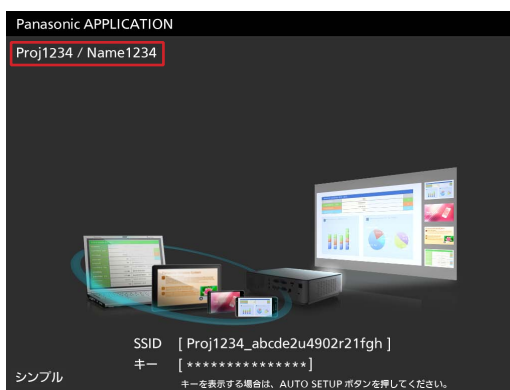 Panasonic APPLICATION
Proj1234 / Name1234
SSID [ Proj1234_abcde2u4902r21fgh ]
キー [ *************** ]
シンプル
キーを表示する場合は、AUTO SETUP ボタンを押してください。